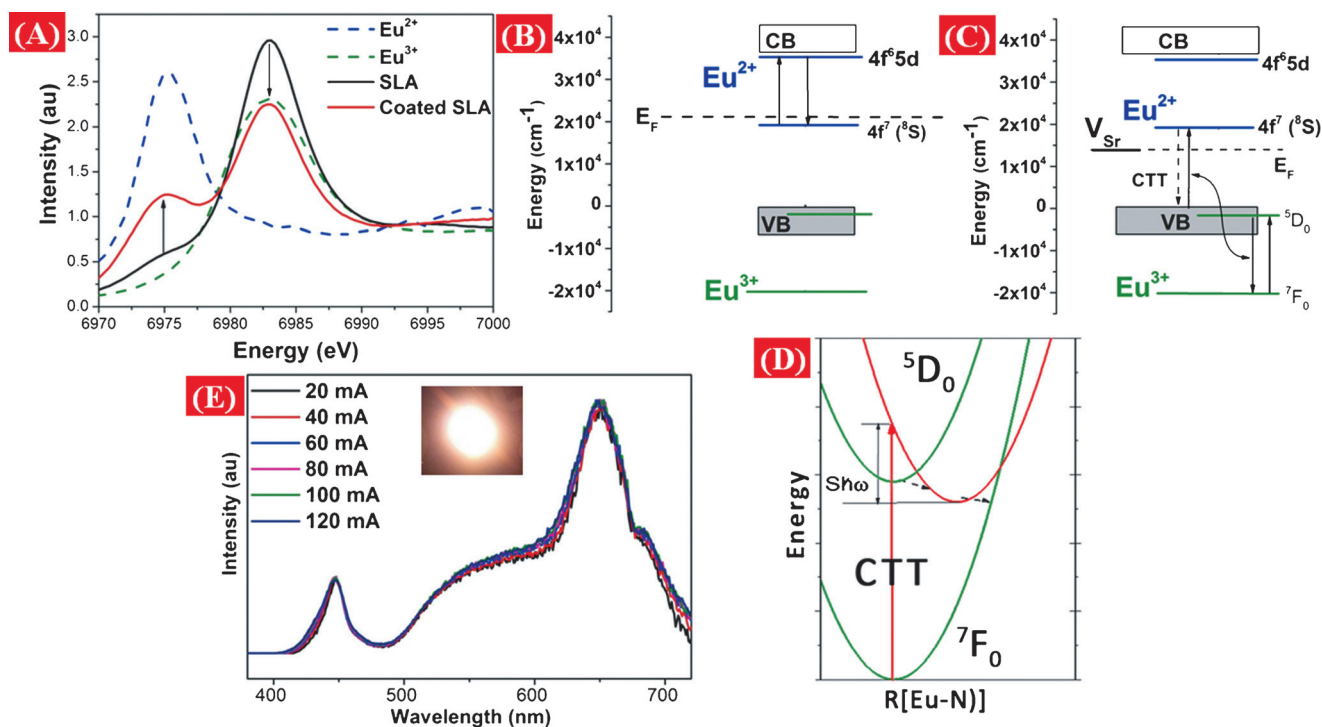 (A)
Intensity (au)
3.0
2.5
2.0
1.5
1.0
0.5
0.0
Eu²⁺
Eu³⁺
SLA
Coated SLA
6970 6975 6980 6985 6990 6995 7000
Energy (eV)
(B)
Energy (cm⁻¹)
4x10⁴
3x10⁴
2x10⁴
1x10⁴
0
-1x10⁴
-2x10⁴
CB
Eu²⁺
4f⁶5d
E_F
4f⁷ (⁸S)
VB
Eu³⁺
(C)
Energy (cm⁻¹)
4x10⁴
3x10⁴
2x10⁴
1x10⁴
0
-1x10⁴
-2x10⁴
CB
4f⁶5d
Eu²⁺
4f⁷ (⁸S)
V_Sr
E_F
CTT
VB
⁵D₀
Eu³⁺
⁷F₀
(E)
Intensity (au)
20 mA
40 mA
60 mA
80 mA
100 mA
120 mA
400 500 600 700
Wavelength (nm)
(D)
Energy
⁵D₀
Sħω
CTT
⁷F₀
R[Eu-N)]